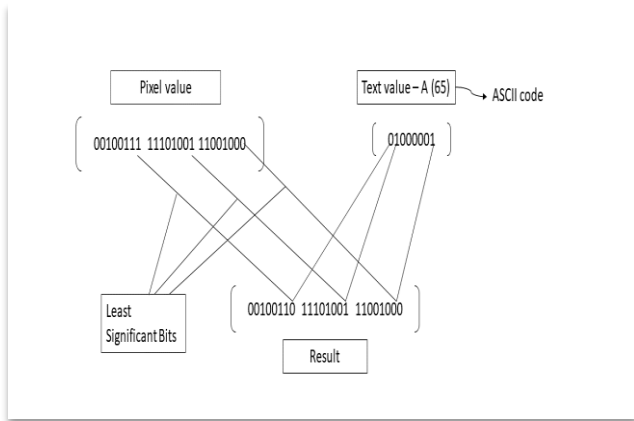 Pixel value
Text value – A (65)
ASCII code
00100111 11101001 11001000
01000001
Least
Significant Bits
00100110 11101001 11001000
Result